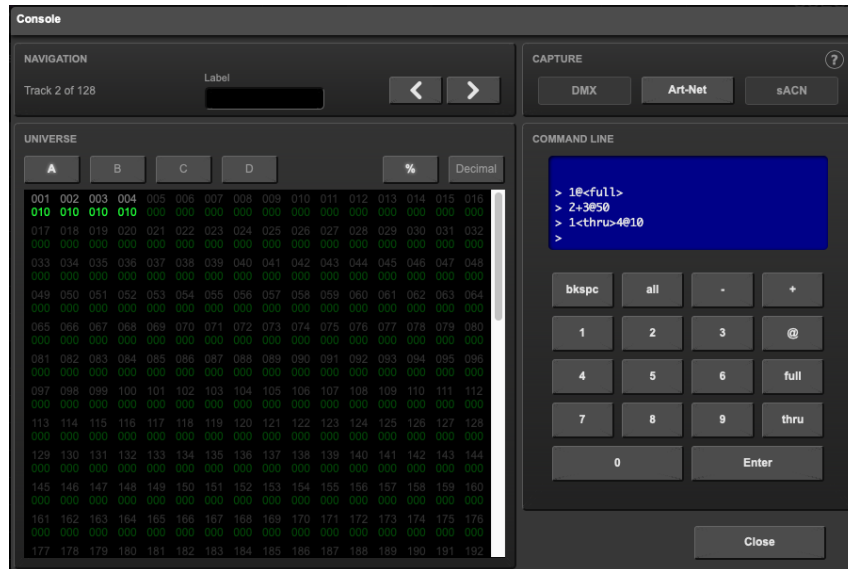 Console
NAVIGATION
Track 2 of 128
Label
CAPTURE
?
DMX Art-Net sACN
UNIVERSE
A B C D % Decimal
001 002 003 004 005 006 007 008 009 010 011 012 013 014 015 016
010 010 010 010 000 000 000 000 000 000 000 000 000 000 000 000
017 018 019 020 021 022 023 024 025 026 027 028 029 030 031 032
000 000 000 000 000 000 000 000 000 000 000 000 000 000 000 000
033 034 035 036 037 038 039 040 041 042 043 044 045 046 047 048
000 000 000 000 000 000 000 000 000 000 000 000 000 000 000 000
049 050 051 052 053 054 055 056 057 058 059 060 061 062 063 064
000 000 000 000 000 000 000 000 000 000 000 000 000 000 000 000
065 066 067 068 069 070 071 072 073 074 075 076 077 078 079 080
000 000 000 000 000 000 000 000 000 000 000 000 000 000 000 000
081 082 083 084 085 086 087 088 089 090 091 092 093 094 095 096
000 000 000 000 000 000 000 000 000 000 000 000 000 000 000 000
097 098 099 100 101 102 103 104 105 106 107 108 109 110 111 112
000 000 000 000 000 000 000 000 000 000 000 000 000 000 000 000
113 114 115 116 117 118 119 120 121 122 123 124 125 126 127 128
000 000 000 000 000 000 000 000 000 000 000 000 000 000 000 000
129 130 131 132 133 134 135 136 137 138 139 140 141 142 143 144
000 000 000 000 000 000 000 000 000 000 000 000 000 000 000 000
145 146 147 148 149 150 151 152 153 154 155 156 157 158 159 160
000 000 000 000 000 000 000 000 000 000 000 000 000 000 000 000
161 162 163 164 165 166 167 168 169 170 171 172 173 174 175 176
000 000 000 000 000 000 000 000 000 000 000 000 000 000 000 000
177 178 179 180 181 182 183 184 185 186 187 188 189 190 191 192
COMMAND LINE
> 1@<full>
> 2+3@50
> 1<thru>4@10
>
bkspc all - +
1 2 3 @
4 5 6 full
7 8 9 thru
0 Enter
Close